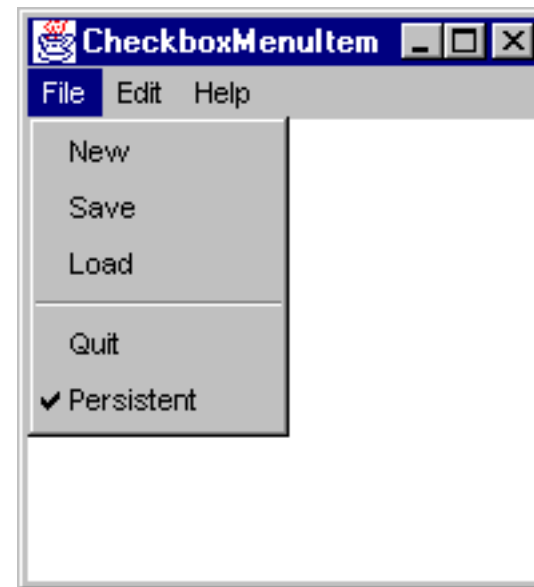 CheckboxMenuItem
File Edit Help
New
Save
Load
Quit
Persistent